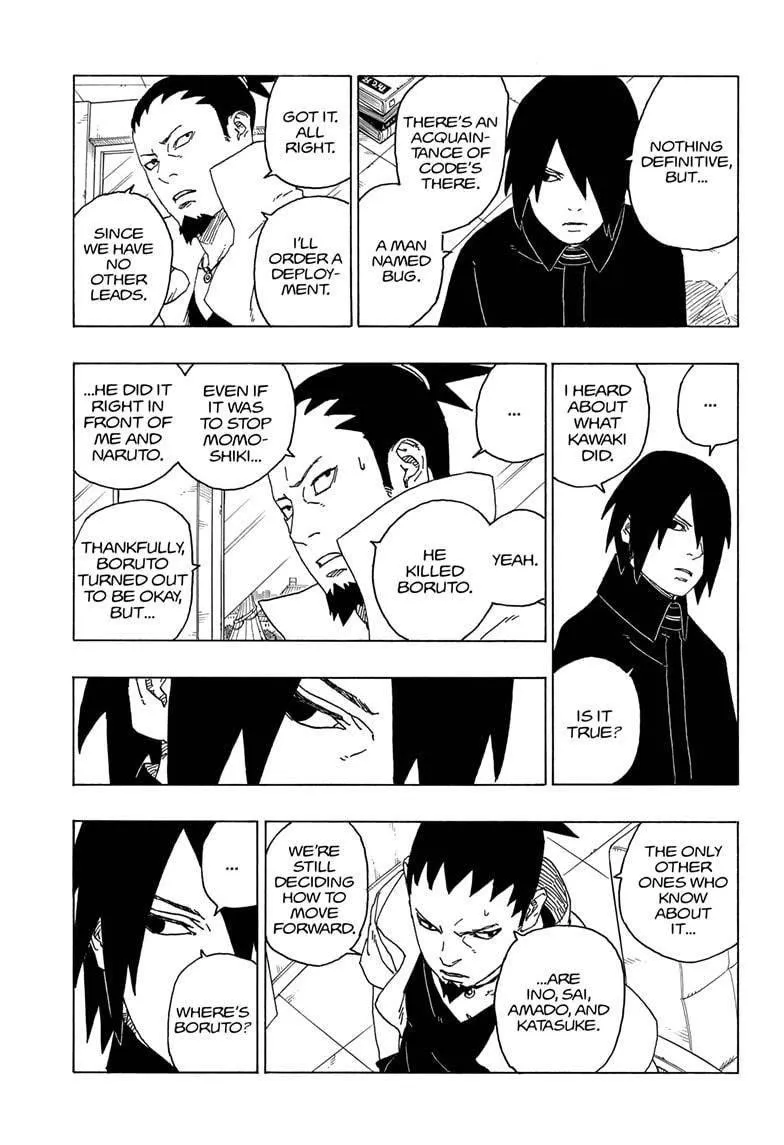 NOTHING
DEFINITIVE,
BUT...
THERE'S AN
ACQUAIN-
TANCE OF
CODE'S
THERE.
A MAN
NAMED
BUG.
GOT IT.
ALL
RIGHT.
I'LL
ORDER A
DEPLOY-
MENT.
SINCE
WE HAVE
NO
OTHER
LEADS.
...
I HEARD
ABOUT
WHAT
KAWAKI
DID.
IS IT
TRUE?
...
YEAH.
HE
KILLED
BORUTO.
EVEN IF
IT WAS
TO STOP
MOMO-
SHIKI...
...HE DID IT
RIGHT IN
FRONT OF
ME AND
NARUTO.
THANKFULLY,
BORUTO
TURNED OUT
TO BE OKAY,
BUT...
THE ONLY
OTHER
ONES WHO
KNOW
ABOUT
IT...
...ARE
INO, SAI,
AMADO, AND
KATASUKE.
WE'RE
STILL
DECIDING
HOW TO
MOVE
FORWARD.
...
WHERE'S
BORUTO?